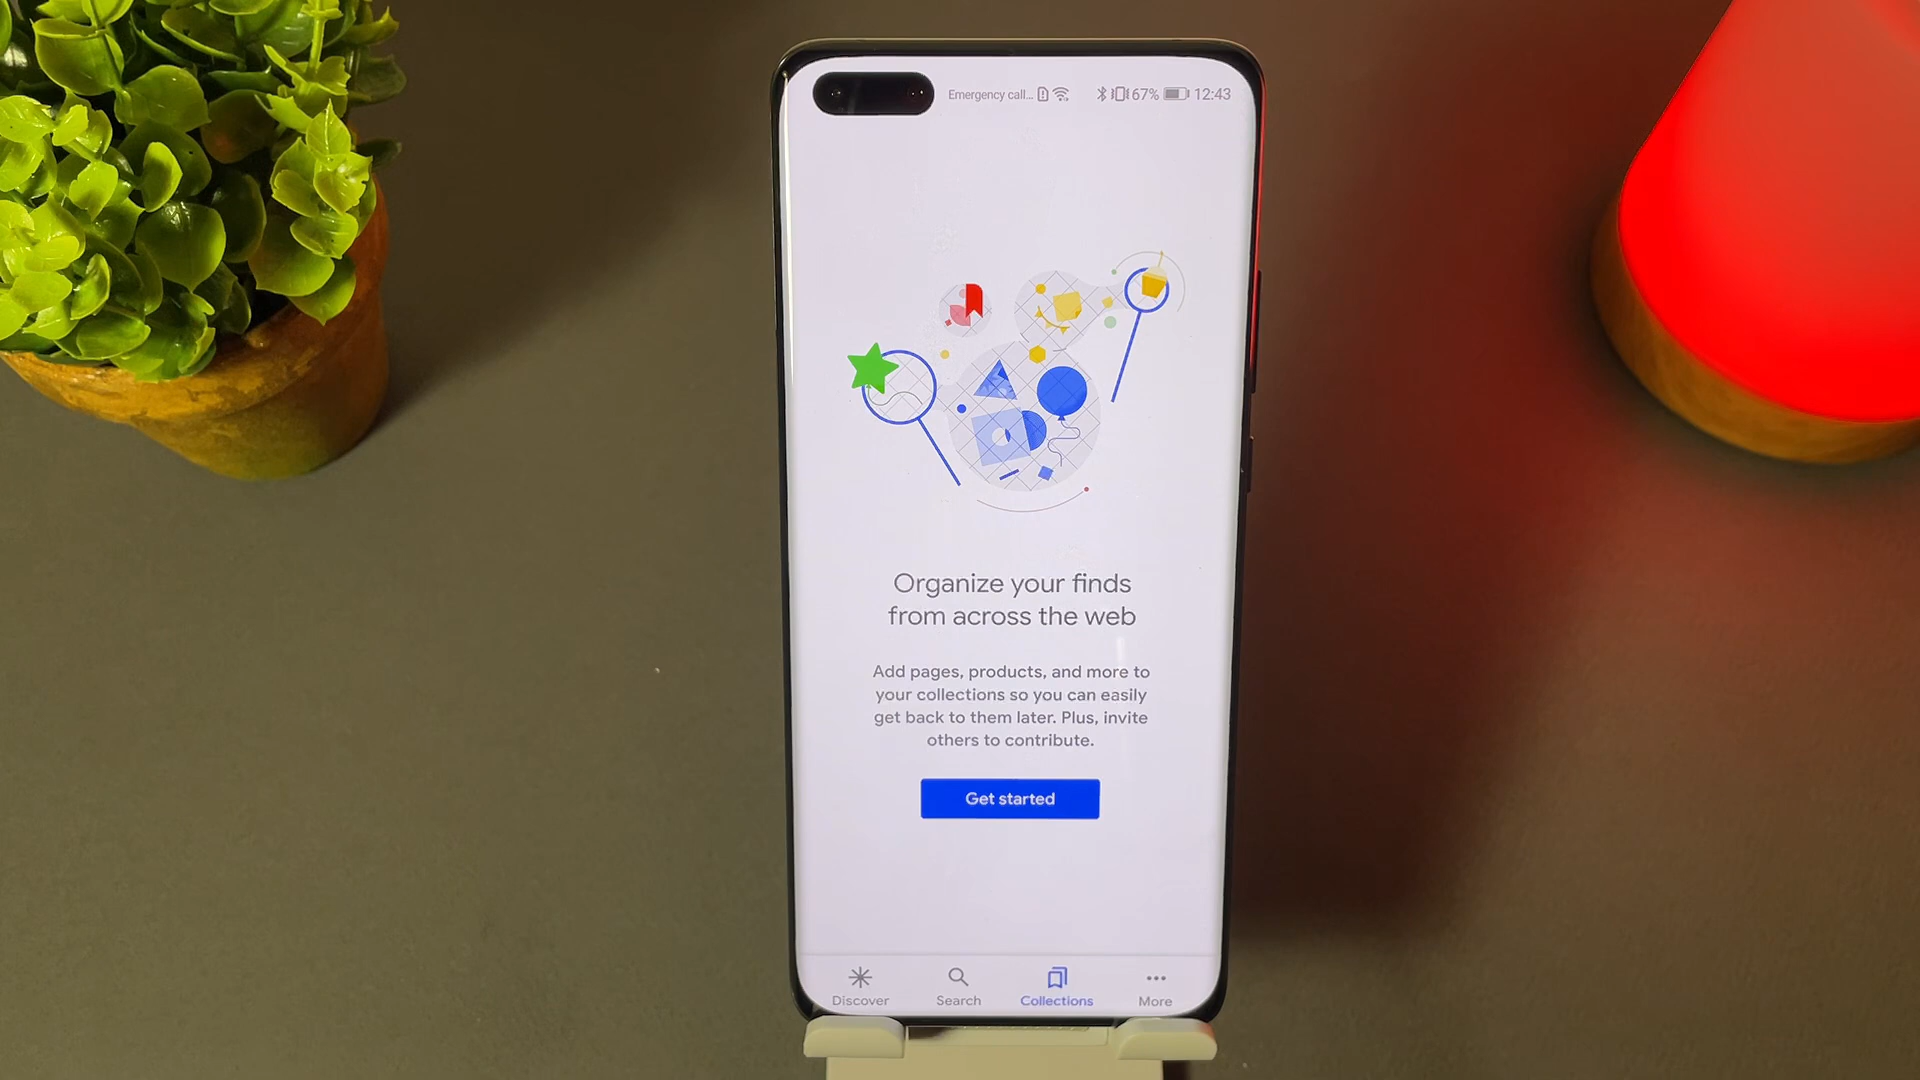 Emergency call... 67% 12:43
Organize your finds
from across the web
Add pages, products, and more to
your collections so you can easily
get back to them later. Plus, invite
others to contribute.
Get started
Discover Search Collections More